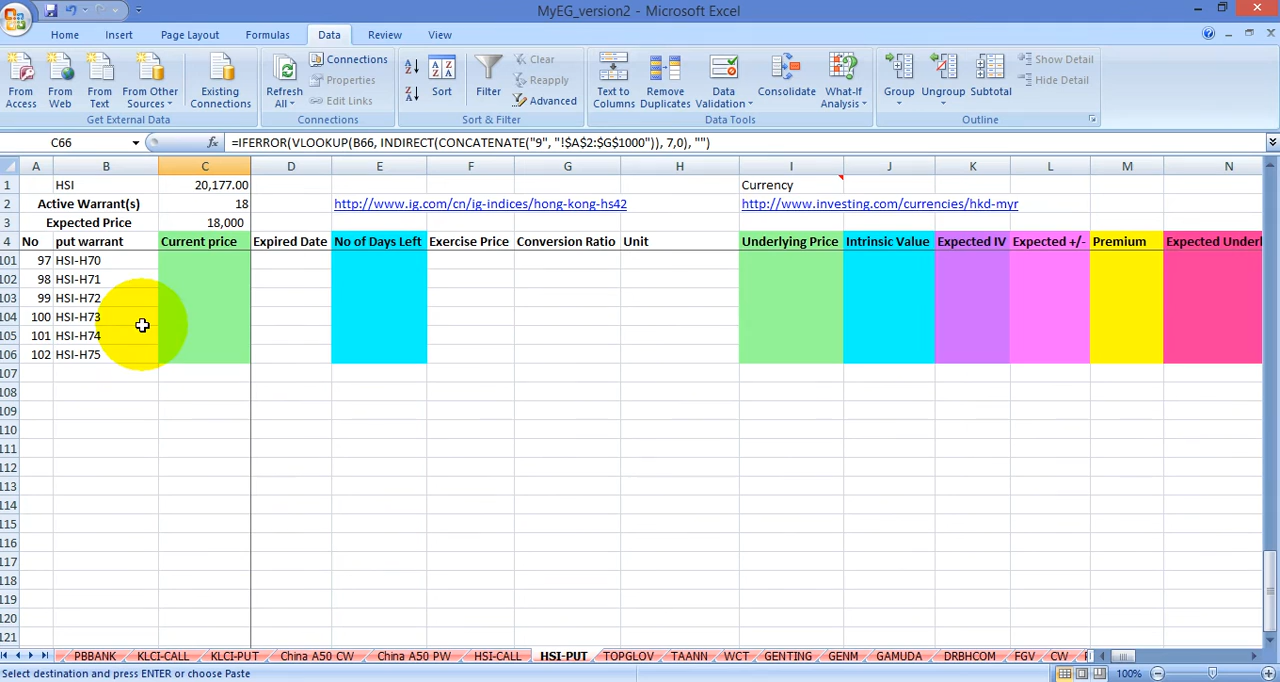 MyEG_version2 - Microsoft Excel
Home Insert Page Layout Formulas Data Review View
From Access
From Web
From Text
From Other Sources
Existing Connections
Get External Data
Refresh All
Connections
Properties
Edit Links
Connections
Sort
Filter
Clear
Reapply
Advanced
Sort & Filter
Text to Columns
Remove Duplicates
Data Validation
Consolidate
What-If Analysis
Data Tools
Group
Ungroup
Subtotal
Show Detail
Hide Detail
Outline
C66 fx =IFERROR(VLOOKUP(B66, INDIRECT(CONCATENATE("9", "!$A$2:$G$1000")), 7,0), "")
A B C D E F G H I J K L M N
1 HSI 20,177.00 Currency
2 Active Warrant(s) 18 http://www.ig.com/cn/ig-indices/hong-kong-hs42 http://www.investing.com/currencies/hkd-myr
3 Expected Price 18,000
4 No put warrant Current price Expired Date No of Days Left Exercise Price Conversion Ratio Unit Underlying Price Intrinsic Value Expected IV Expected +/- Premium Expected Underl
101 97 HSI-H70
102 98 HSI-H71
103 99 HSI-H72
104 100 HSI-H73
105 101 HSI-H74
106 102 HSI-H75
107
108
109
110
111
112
113
114
115
116
117
118
119
120
121
PBBANK KLCI-CALL KLCI-PUT China A50 CW China A50 PW HSI-CALL HSI-PUT TOPGLOV TAANN WCT GENTING GENM GAMUDA DRBHCOM FGV CW
Select destination and press ENTER or choose Paste 100%